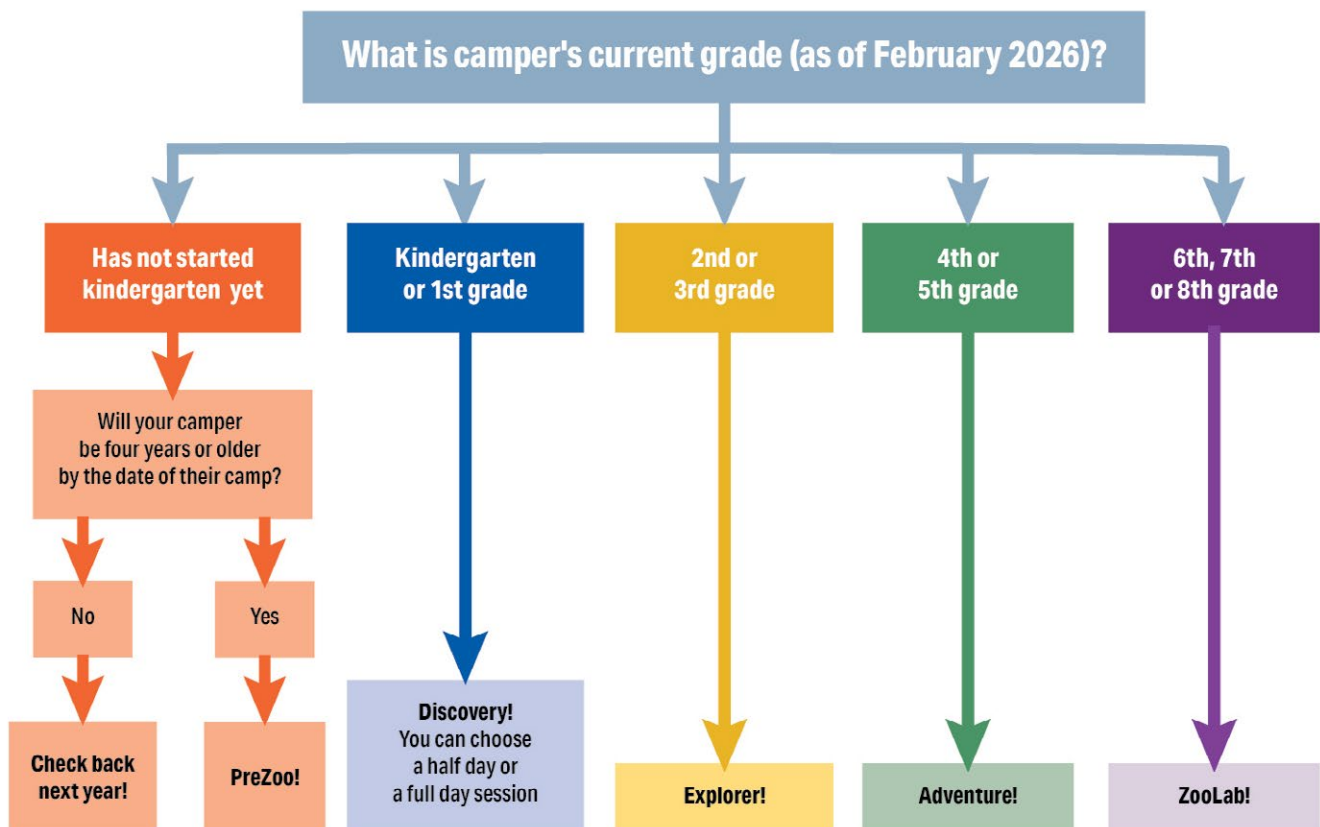 What is camper's current grade (as of February 2026)?
Has not started
kindergarten yet
Kindergarten
or 1st grade
2nd or
3rd grade
4th or
5th grade
6th, 7th
or 8th grade
Will your camper
be four years or older
by the date of their camp?
No
Yes
Check back
next year!
PreZoo!
Discovery!
You can choose
a half day or
a full day session
Explorer!
Adventure!
ZooLab!